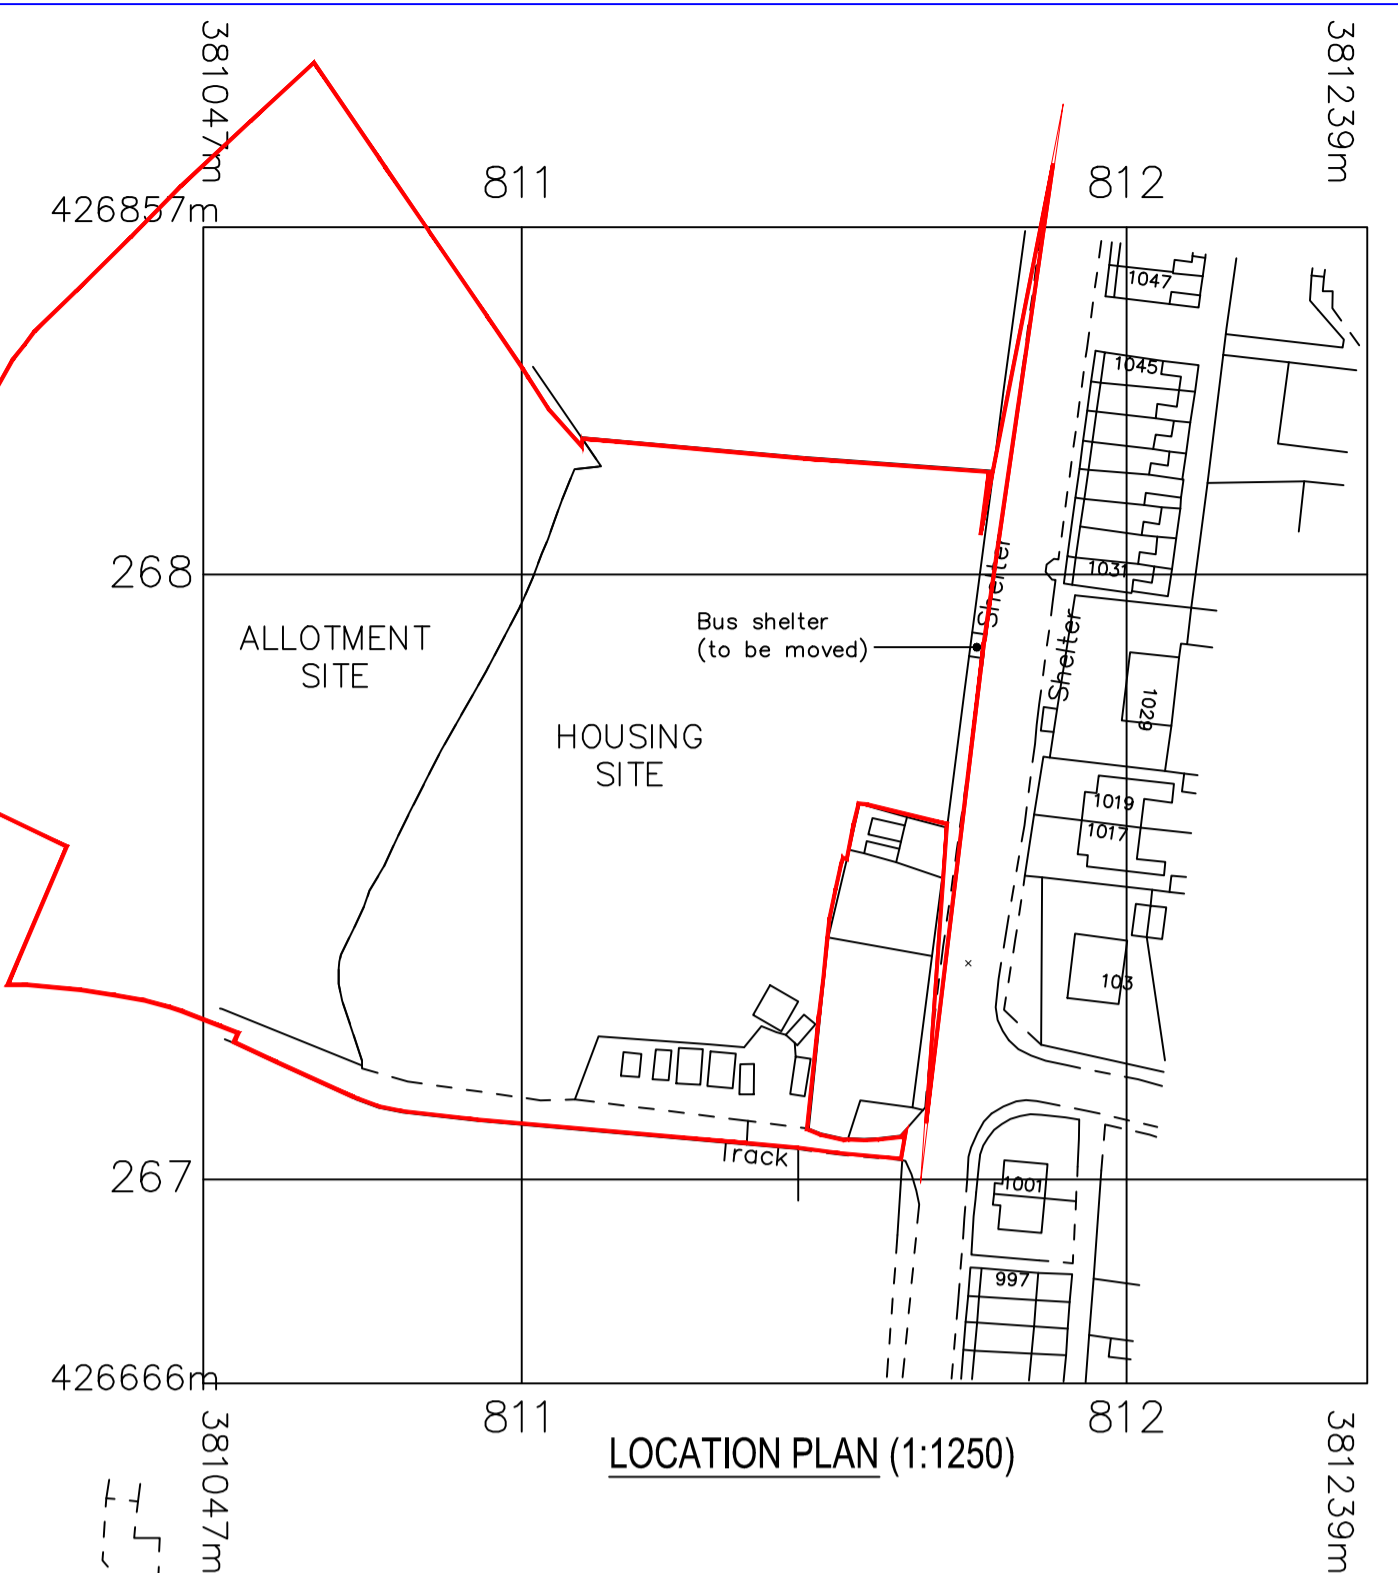 381047m
381239m
811
812
426857m
1047
1045
Shelter
1031
268
Bus shelter
(to be moved)
ALLOTMENT
SITE
Shelter
1029
HOUSING
SITE
1019
1017
103
Track
267
1001
997
426666m
811
812
LOCATION PLAN (1:1250)
381047m
381239m